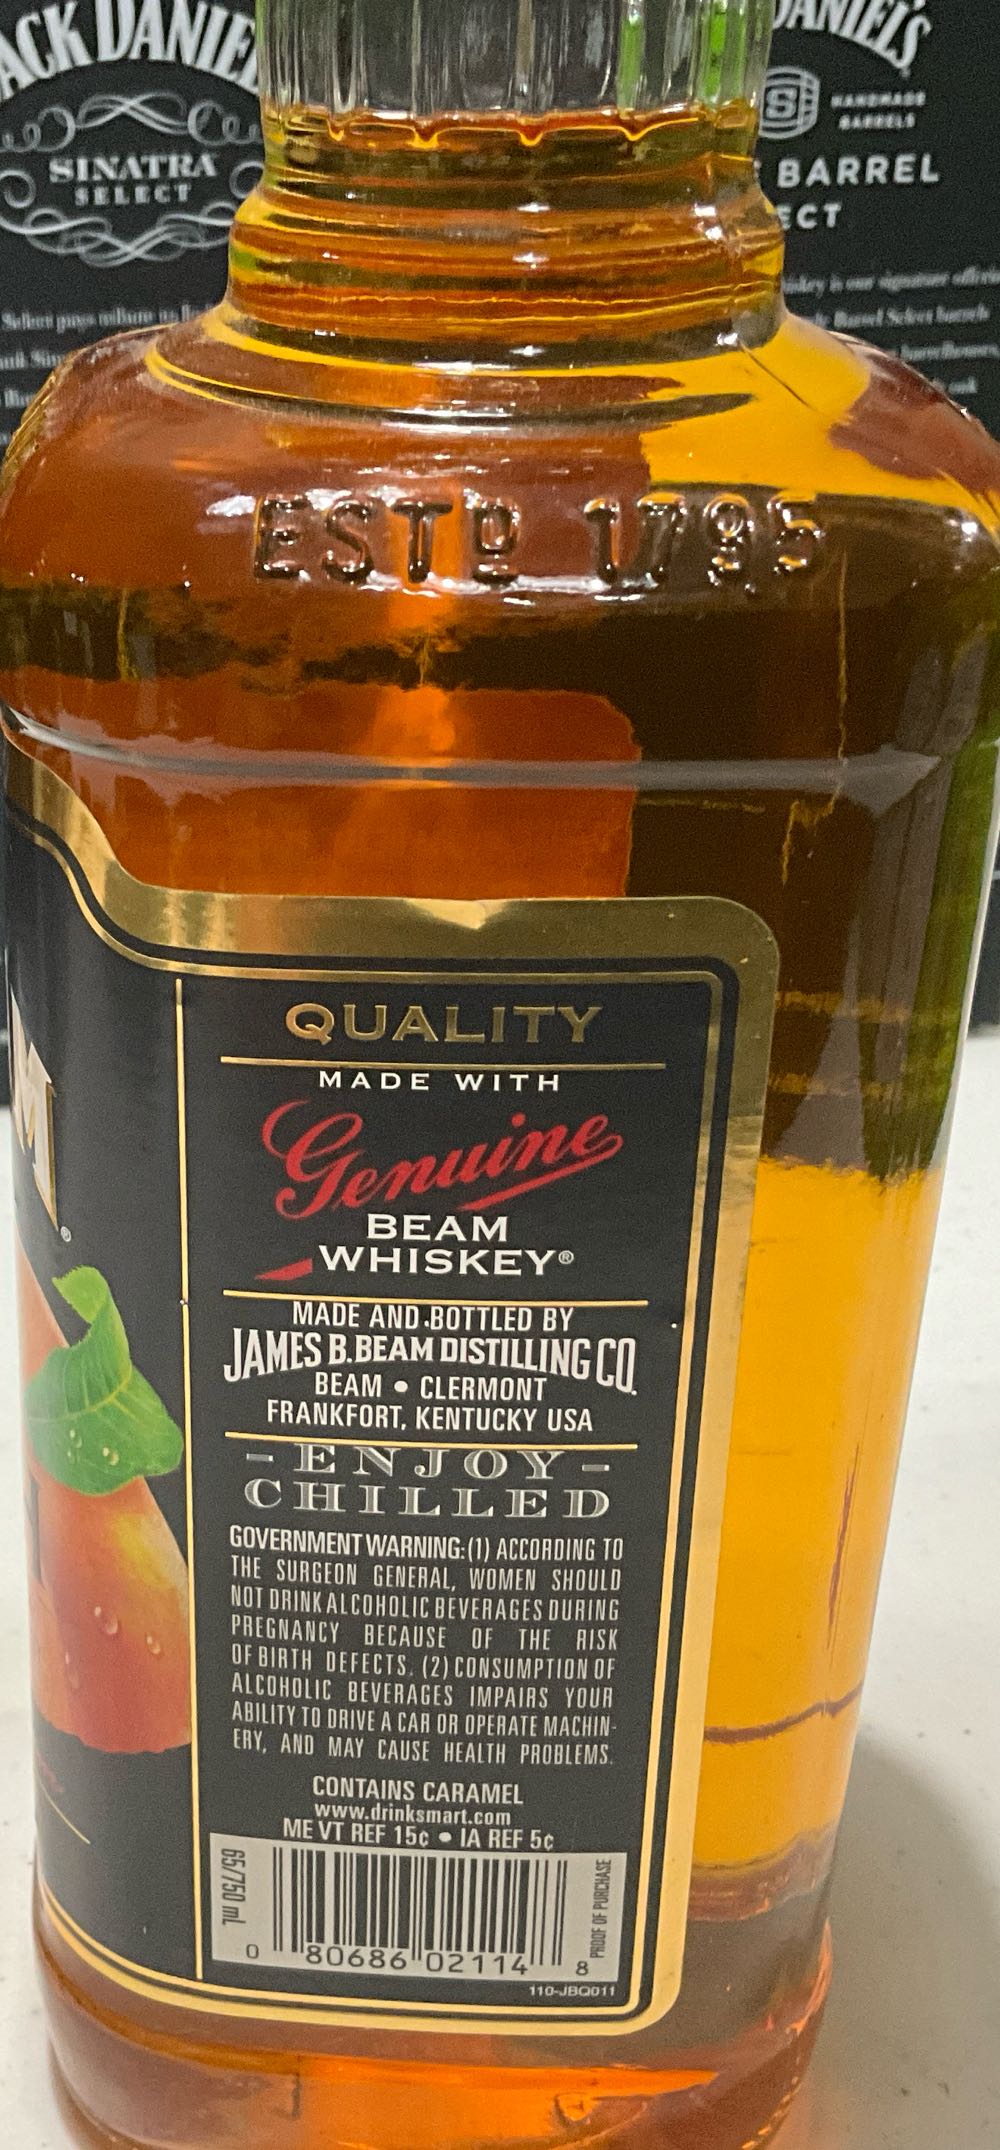 JACK DANIEL
SINATRA
SELECT
DANIEL'S
S
HANDMADE
BARRELS
BARREL
ECT
ESTD 1795
M
®
QUALITY
MADE WITH
Genuine
BEAM
WHISKEY®
MADE AND BOTTLED BY
JAMES B. BEAM DISTILLING CO.
BEAM • CLERMONT
FRANKFORT, KENTUCKY USA
- ENJOY -
CHILLED
GOVERNMENT WARNING: (1) ACCORDING TO
THE SURGEON GENERAL, WOMEN SHOULD
NOT DRINK ALCOHOLIC BEVERAGES DURING
PREGNANCY BECAUSE OF THE RISK
OF BIRTH DEFECTS. (2) CONSUMPTION OF
ALCOHOLIC BEVERAGES IMPAIRS YOUR
ABILITY TO DRIVE A CAR OR OPERATE MACHIN-
ERY, AND MAY CAUSE HEALTH PROBLEMS.
CONTAINS CARAMEL
www.drinksmart.com
ME VT REF 15¢ • IA REF 5¢
65/750 mL
PROOF OF PURCHASE
0 80686 02114 8
110-JBQ011